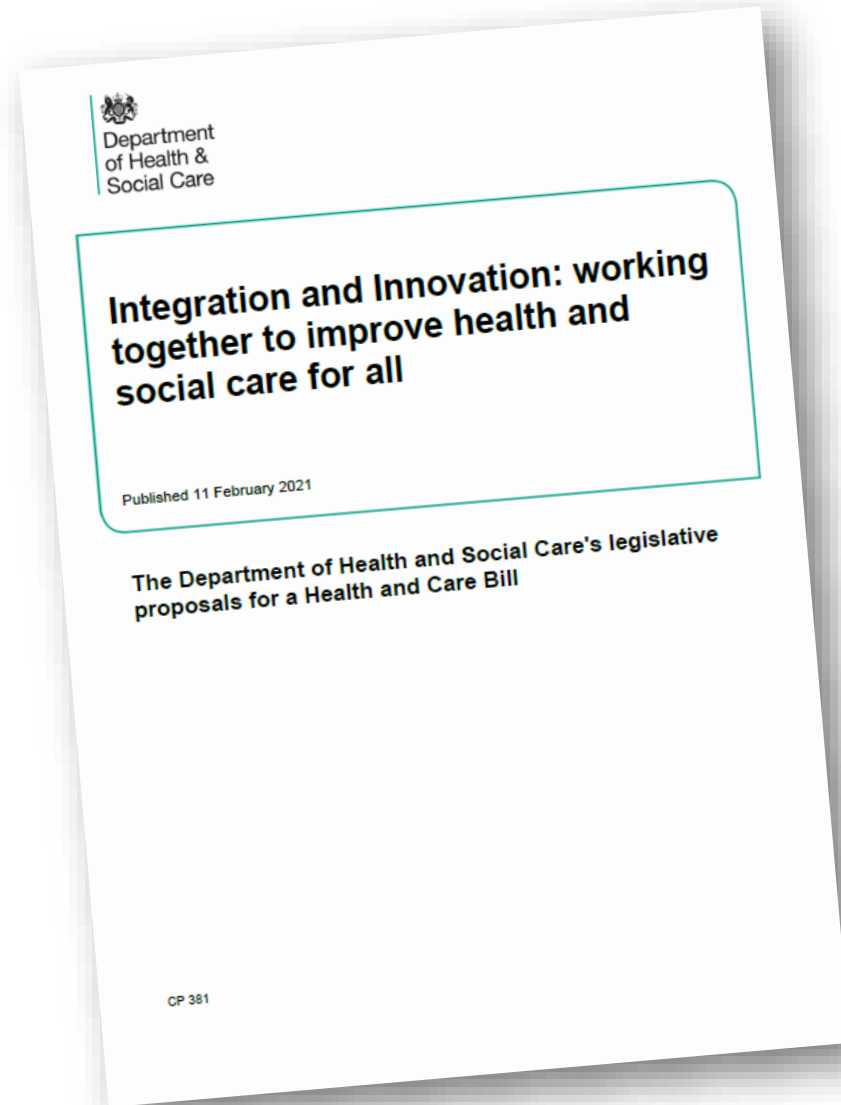 Department
of Health &
Social Care
Integration and Innovation: working
together to improve health and
social care for all
Published 11 February 2021
The Department of Health and Social Care's legislative
proposals for a Health and Care Bill
CP 381